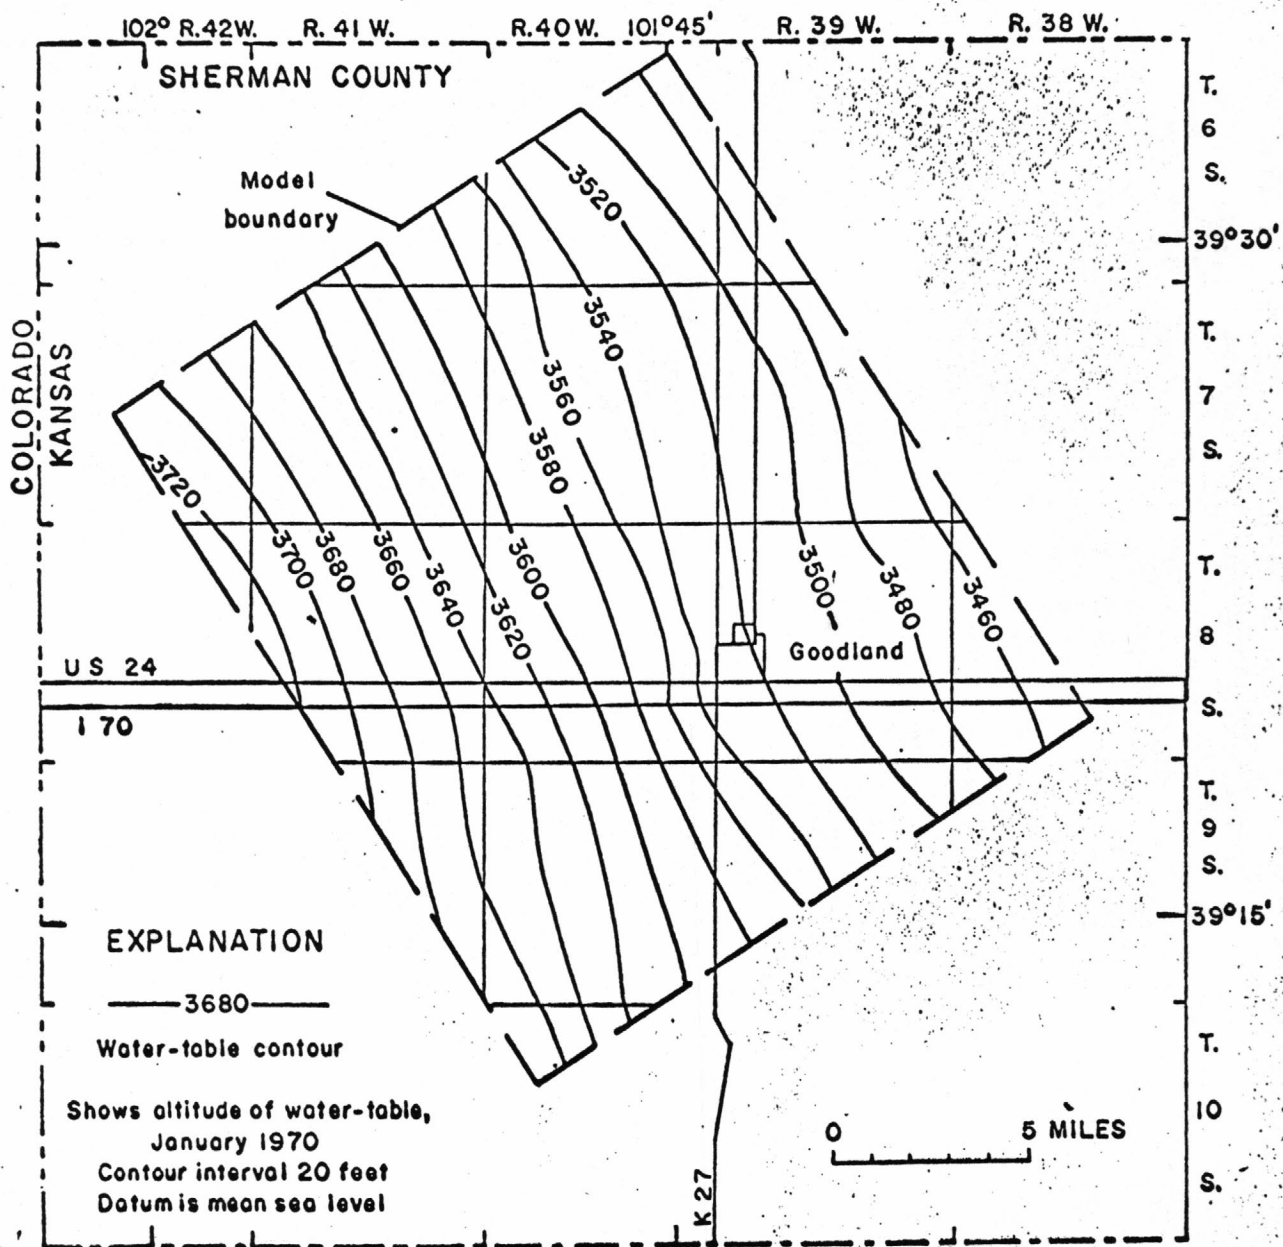 102° R.42W. R. 41 W. R.40 W. 101°45' R. 39 W. R. 38 W.
SHERMAN COUNTY
T.
6
S.
Model
boundary
3520
39°30'
COLORADO
KANSAS
3540
T.
7
S.
3560
3580
3720
3700
3680
3660
3640
3620
3600
3500
3480
3460
T.
8
S.
Goodland
US 24
I 70
T.
9
S.
39°15'
EXPLANATION
3680
Water-table contour
Shows altitude of water-table,
January 1970
Contour interval 20 feet
Datum is mean sea level
0 5 MILES
K 27
T.
10
S.